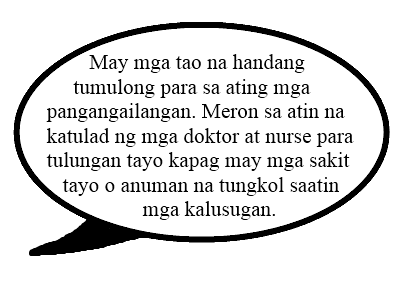 May mga tao na handang
tumulong para sa ating mga
pangangailangan. Meron sa atin na
katulad ng mga doktor at nurse para
tulungan tayo kapag may mga sakit
tayo o anuman na tungkol saatin
mga kalusugan.